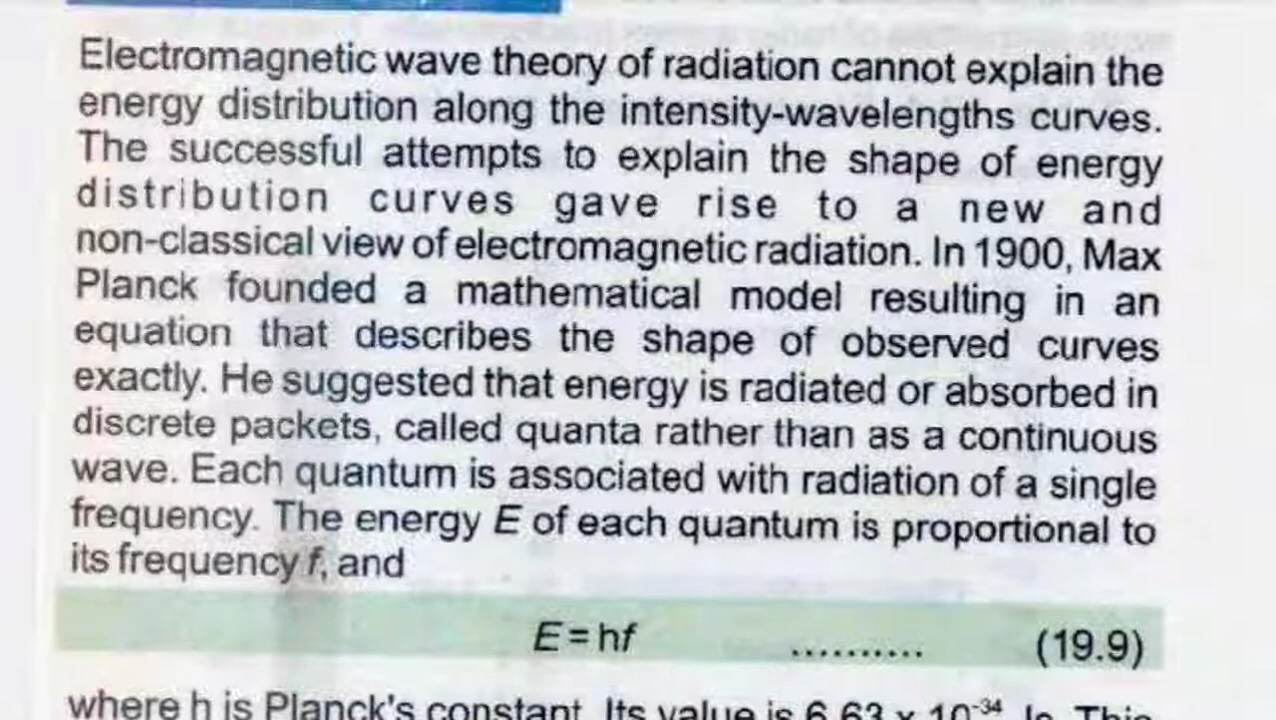 Electromagnetic wave theory of radiation cannot explain the
energy distribution along the intensity-wavelengths curves.
The successful attempts to explain the shape of energy
distribution curves gave rise to a new and
non-classical view of electromagnetic radiation. In 1900, Max
Planck founded a mathematical model resulting in an
equation that describes the shape of observed curves
exactly. He suggested that energy is radiated or absorbed in
discrete packets, called quanta rather than as a continuous
wave. Each quantum is associated with radiation of a single
frequency. The energy E of each quantum is proportional to
its frequency f, and
E = hf .......... (19.9)
where h is Planck's constant. Its value is 6.63 x 10⁻³⁴ Js. This